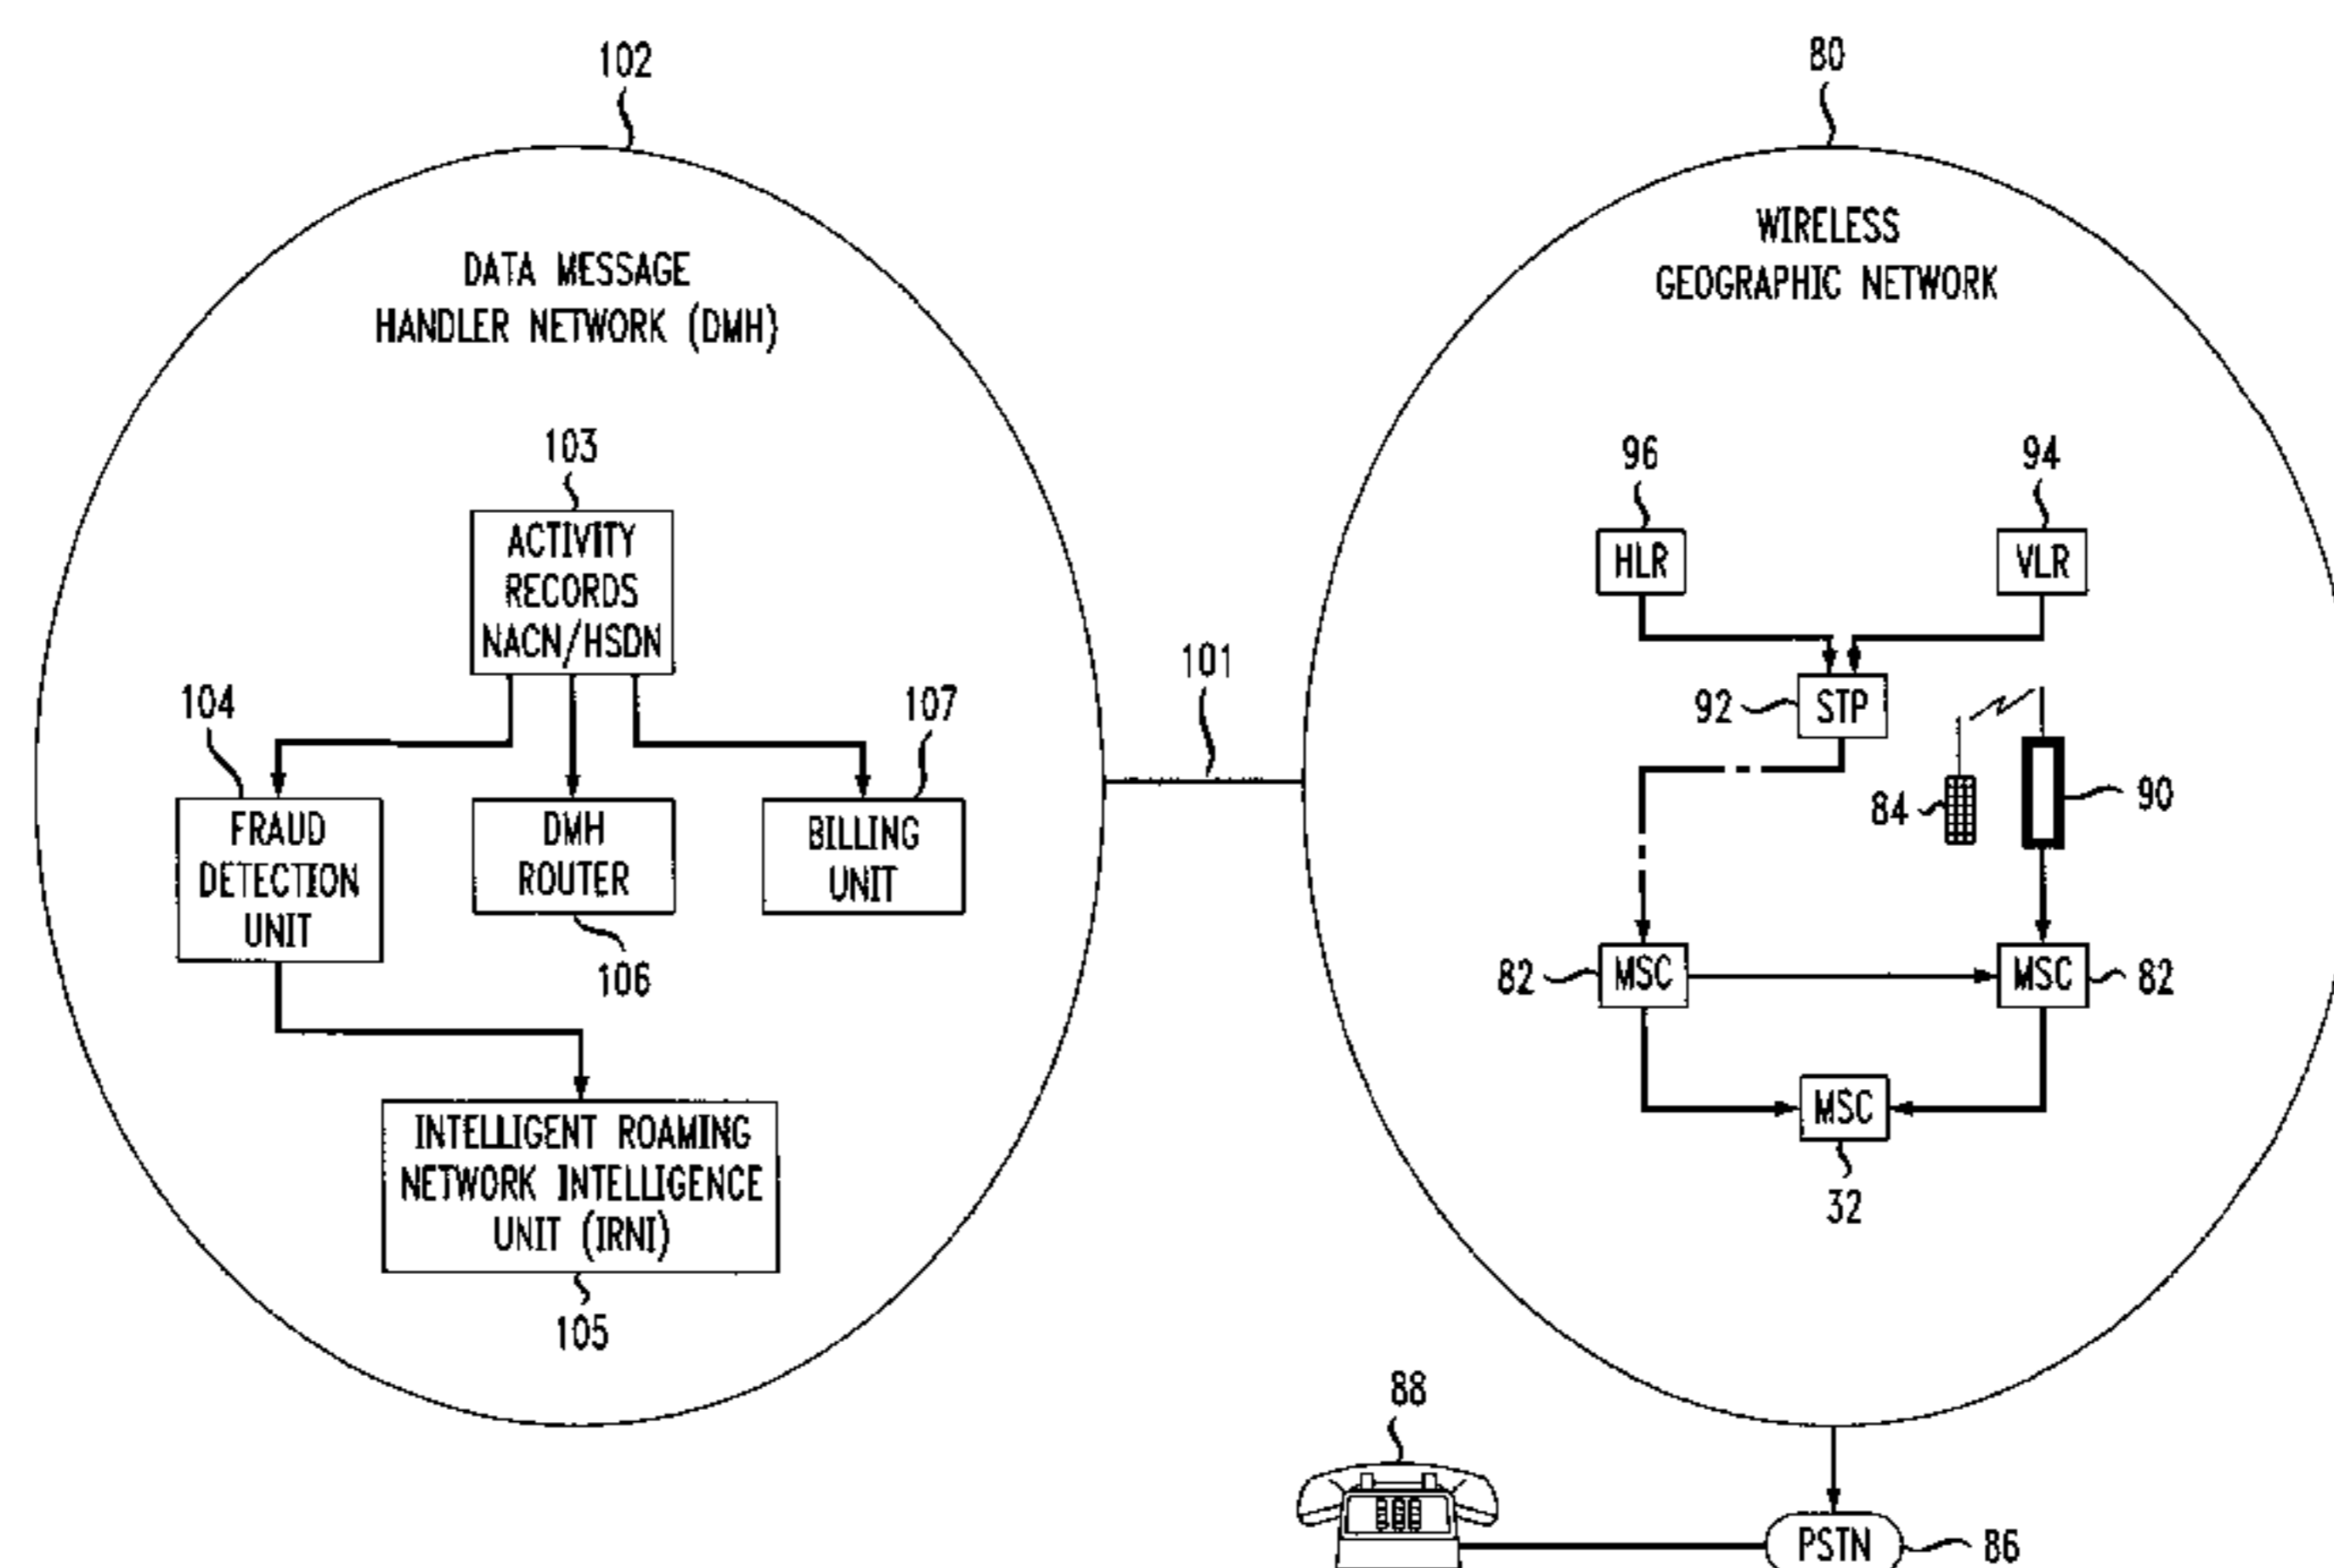 102
80
DATA MESSAGE
HANDLER NETWORK (DMH)
WIRELESS
GEOGRAPHIC NETWORK
103
96
94
ACTIVITY
RECORDS
NACN/HSDN
HLR
VLR
101
104
107
92
STP
84
90
FRAUD
DETECTION
UNIT
DMH
ROUTER
BILLING
UNIT
106
82
MSC
MSC
82
INTELLIGENT ROAMING
NETWORK INTELLIGENCE
UNIT (IRNI)
MSC
32
105
88
PSTN
86